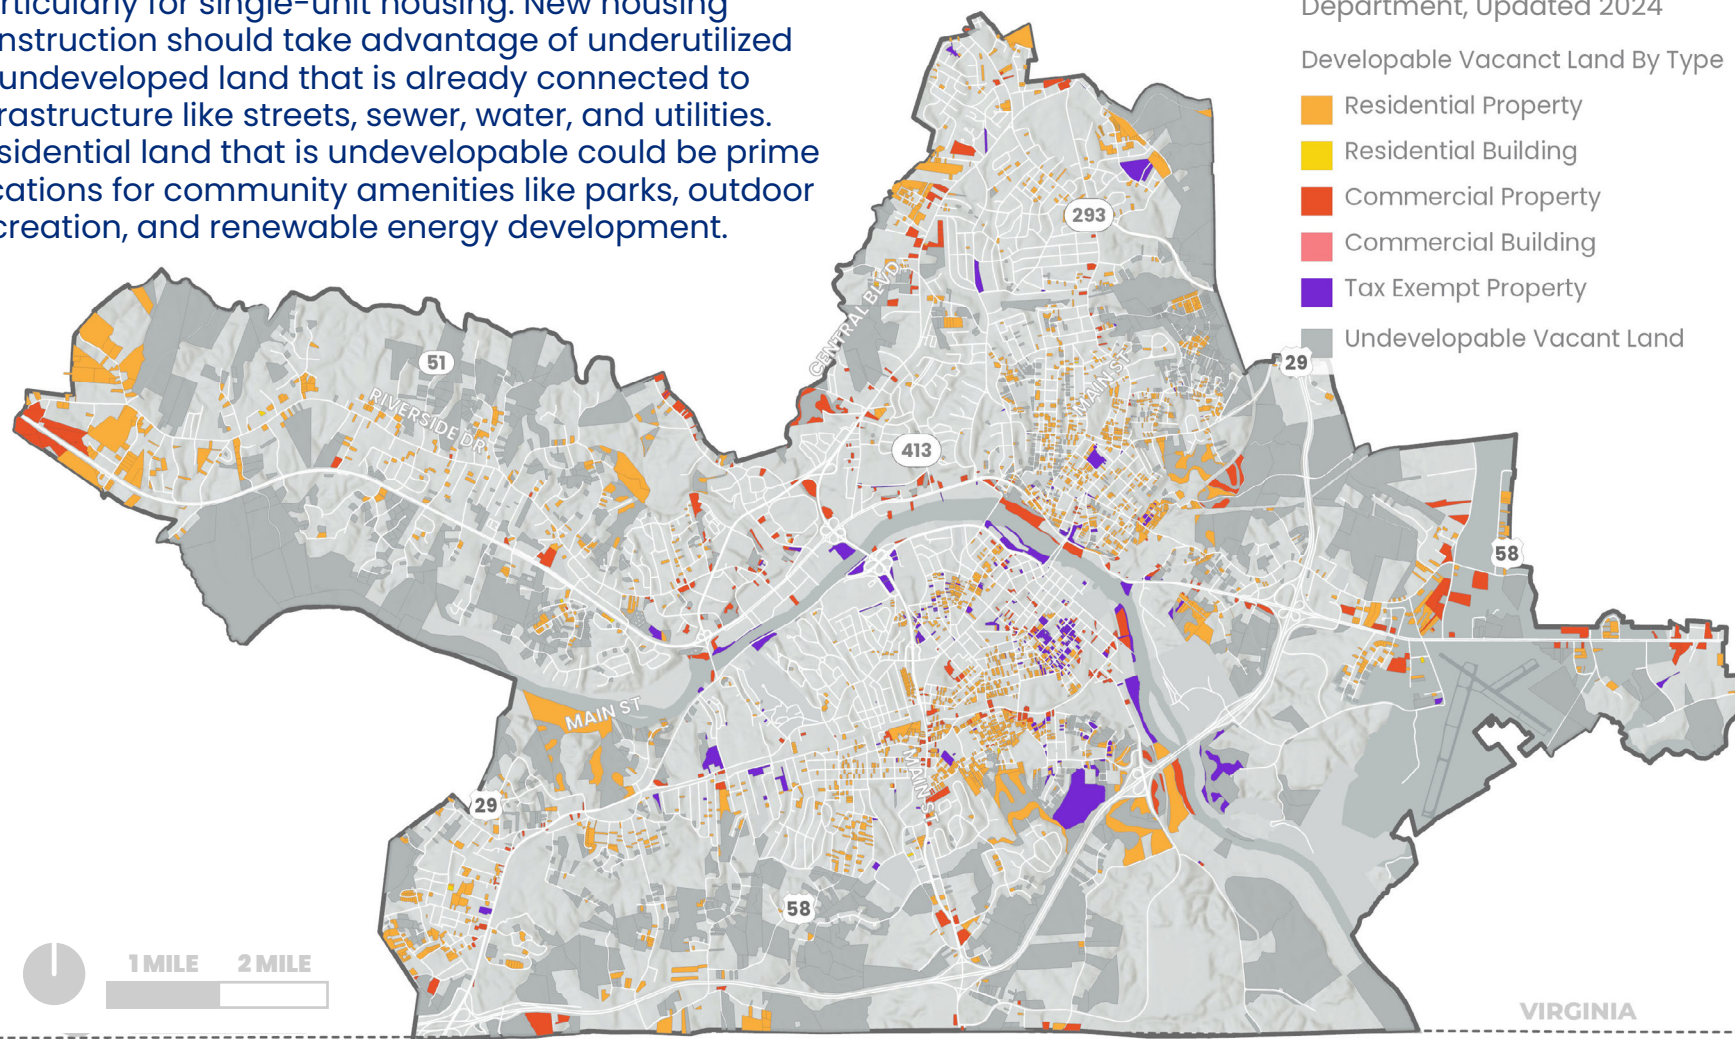 rticularly for single-unit housing. New housing
nstruction should take advantage of underutilized
undeveloped land that is already connected to
rastructure like streets, sewer, water, and utilities.
sidential land that is undevelopable could be prime
cations for community amenities like parks, outdoor
creation, and renewable energy development.
Department, Updated 2024
Developable Vacanct Land By Type
Residential Property
Residential Building
Commercial Property
Commercial Building
Tax Exempt Property
Undevelopable Vacant Land
293
CENTRAL BLVD
51
RIVERSIDE DR
MAIN ST
29
413
58
MAIN ST
MAIN S
29
58
1 MILE 2 MILE
VIRGINIA